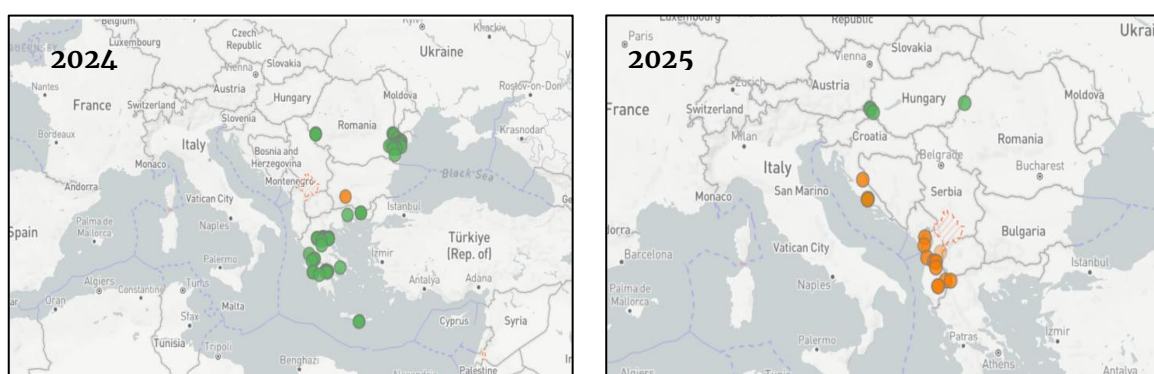 2024
Belgium
Luxembourg
Czech
Republic
Kyiv
Kharkiv
Ukraine
Slovakia
Vienna
Nantes
Austria
Moldova
Rostov-on-Don
France
Switzerland
Hungary
Slovenia
Romania
Krasnodar
Bordeaux
Italy
Bosnia and
Herzegovina
Monaco
Montenegro
Black Sea
Andorra
Vatican City
Istanbul
Palma de
Mallorca
Naples
Spain
Türkiye
(Rep. of)
Izmir
Palermo
Antalya
Adana
Algiers
Tunis
Oran
Constantine
Malta
Cyprus
Syria
Sfax
Tunisia
Tripoli
Benghazi
Alexandria
Palestine
2025
Luxembourg
Republic
Paris
Slovakia
Ukrai
Vienna
Moldova
Zurich
Austria
Hungary
Switzerland
France
Milan
Croatia
Romania
Belgrade
Italy
Bucharest
San Marino
Serbia
Monaco
Bulgaria
dorra
Vatican City
Barcelona
Istanbul
Naples
Palma de
Mallorca
Izmir
Palermo
Patras
Athens
Algiers
Tunis
Antalya